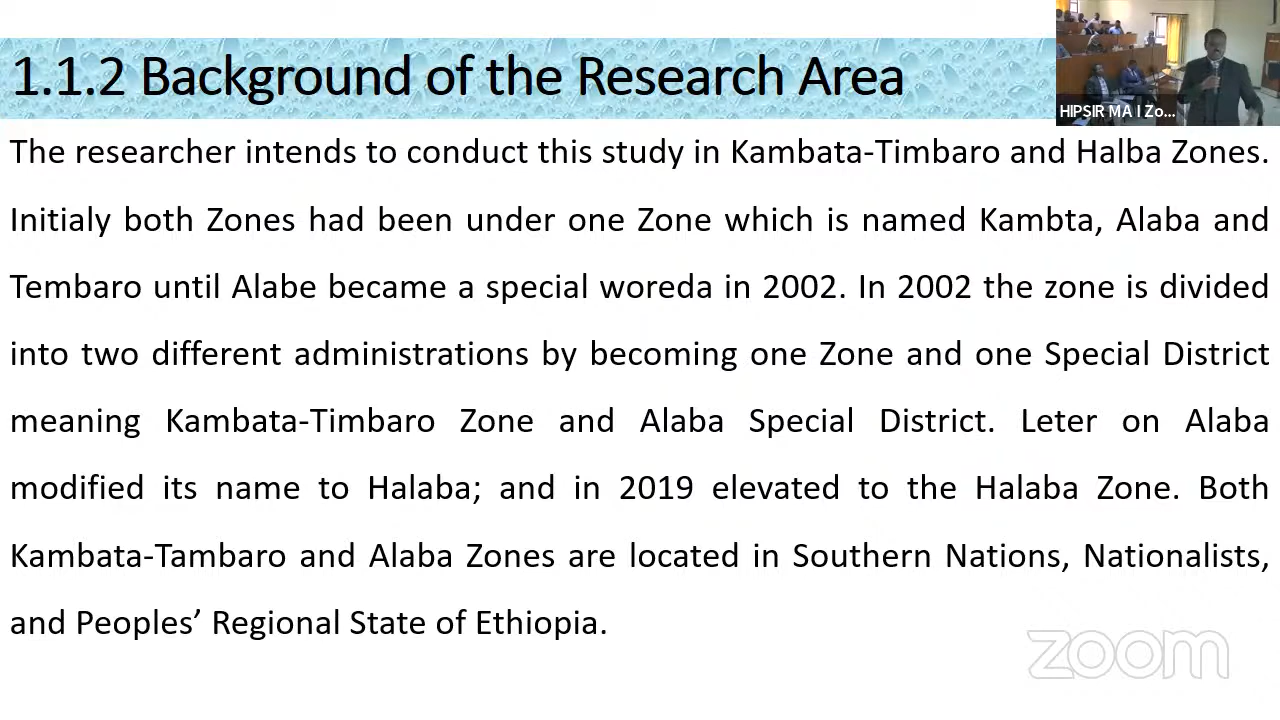 1.1.2 Background of the Research Area
HIPSIR MA I Zo...
The researcher intends to conduct this study in Kambata-Timbaro and Halba Zones.
Initialy both Zones had been under one Zone which is named Kambta, Alaba and
Tembaro until Alabe became a special woreda in 2002. In 2002 the zone is divided
into two different administrations by becoming one Zone and one Special District
meaning Kambata-Timbaro Zone and Alaba Special District. Leter on Alaba
modified its name to Halaba; and in 2019 elevated to the Halaba Zone. Both
Kambata-Tambaro and Alaba Zones are located in Southern Nations, Nationalists,
and Peoples’ Regional State of Ethiopia.
zoom